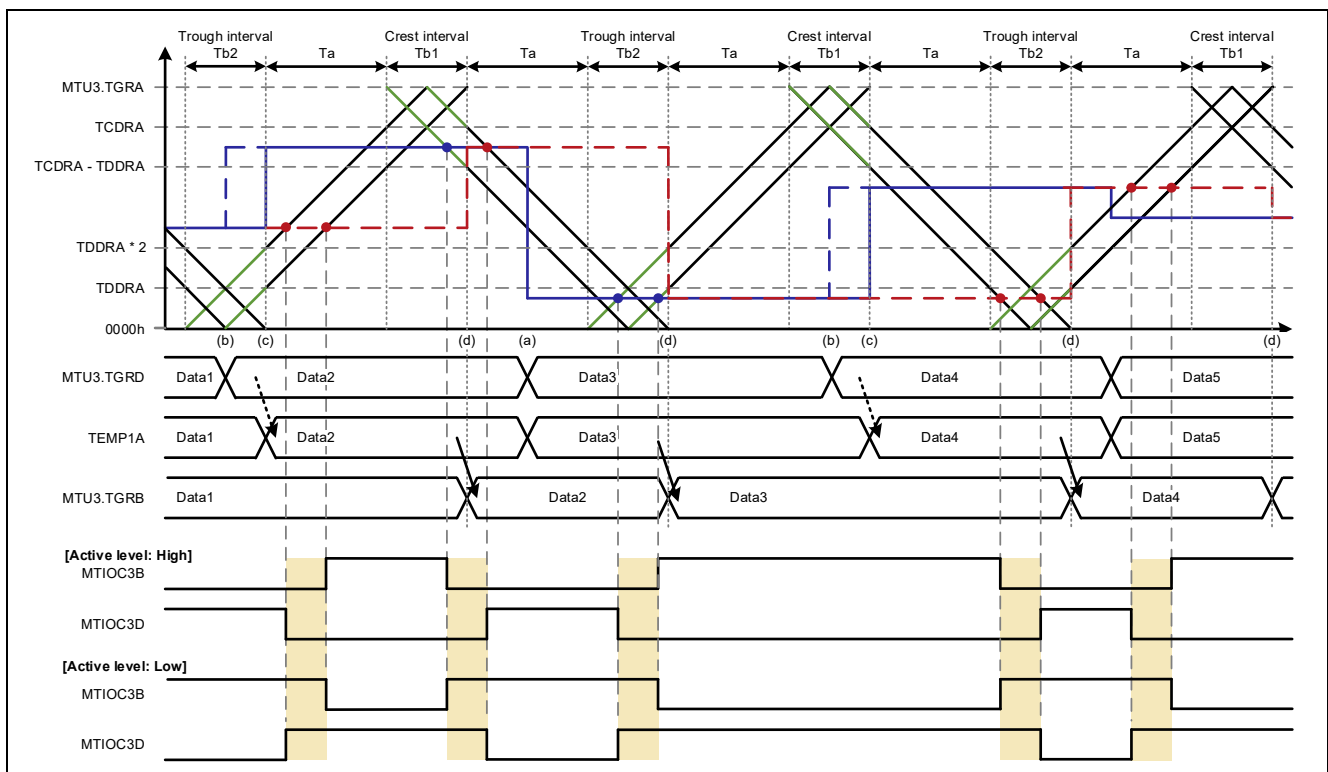 Trough interval Crest interval Trough interval Crest interval Trough interval Crest interval
Tb2 Ta Tb1 Ta Tb2 Ta Tb1 Ta Tb2 Ta Tb1
MTU3.TGRA
TCDRA
TCDRA - TDDRA
TDDRA * 2
TDDRA
0000h
(b) (c) (d) (a) (d) (b) (c) (d) (d)
MTU3.TGRD Data1 Data2 Data3 Data4 Data5
TEMP1A Data1 Data2 Data3 Data4 Data5
MTU3.TGRB Data1 Data2 Data3 Data4
[Active level: High]
MTIOC3B
MTIOC3D
[Active level: Low]
MTIOC3B
MTIOC3D